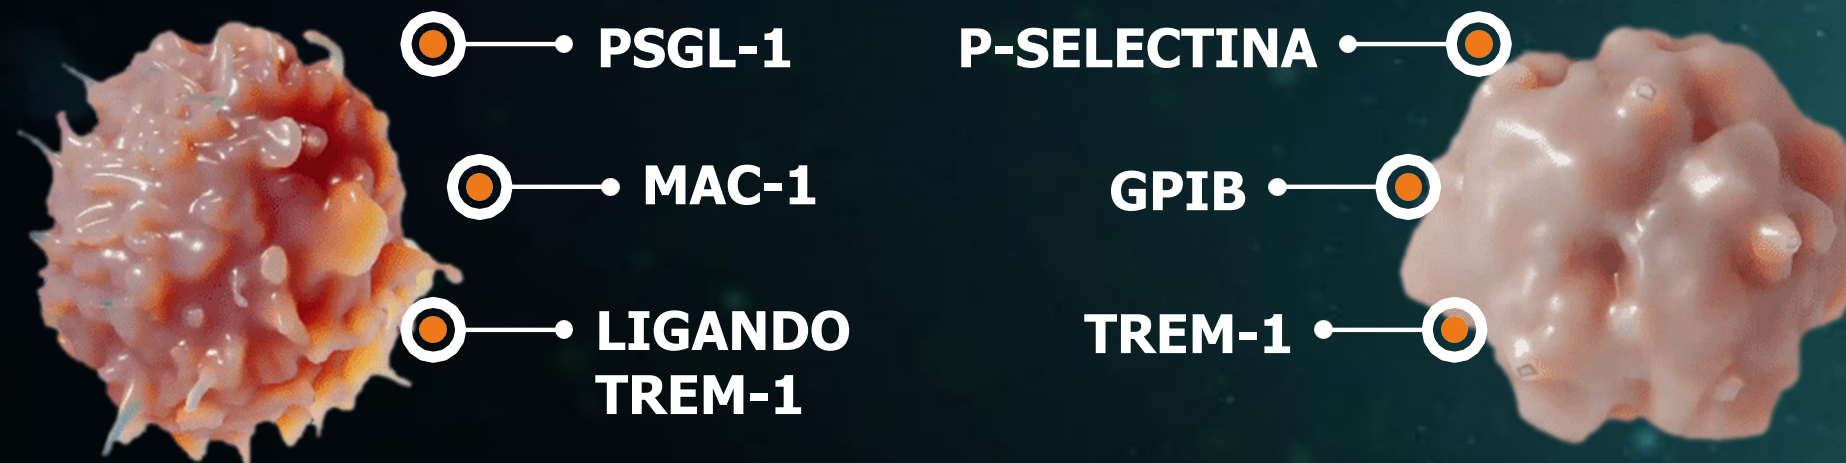 PSGL-1
MAC-1
LIGANDO
TREM-1
P-SELECTINA
GPIB
TREM-1